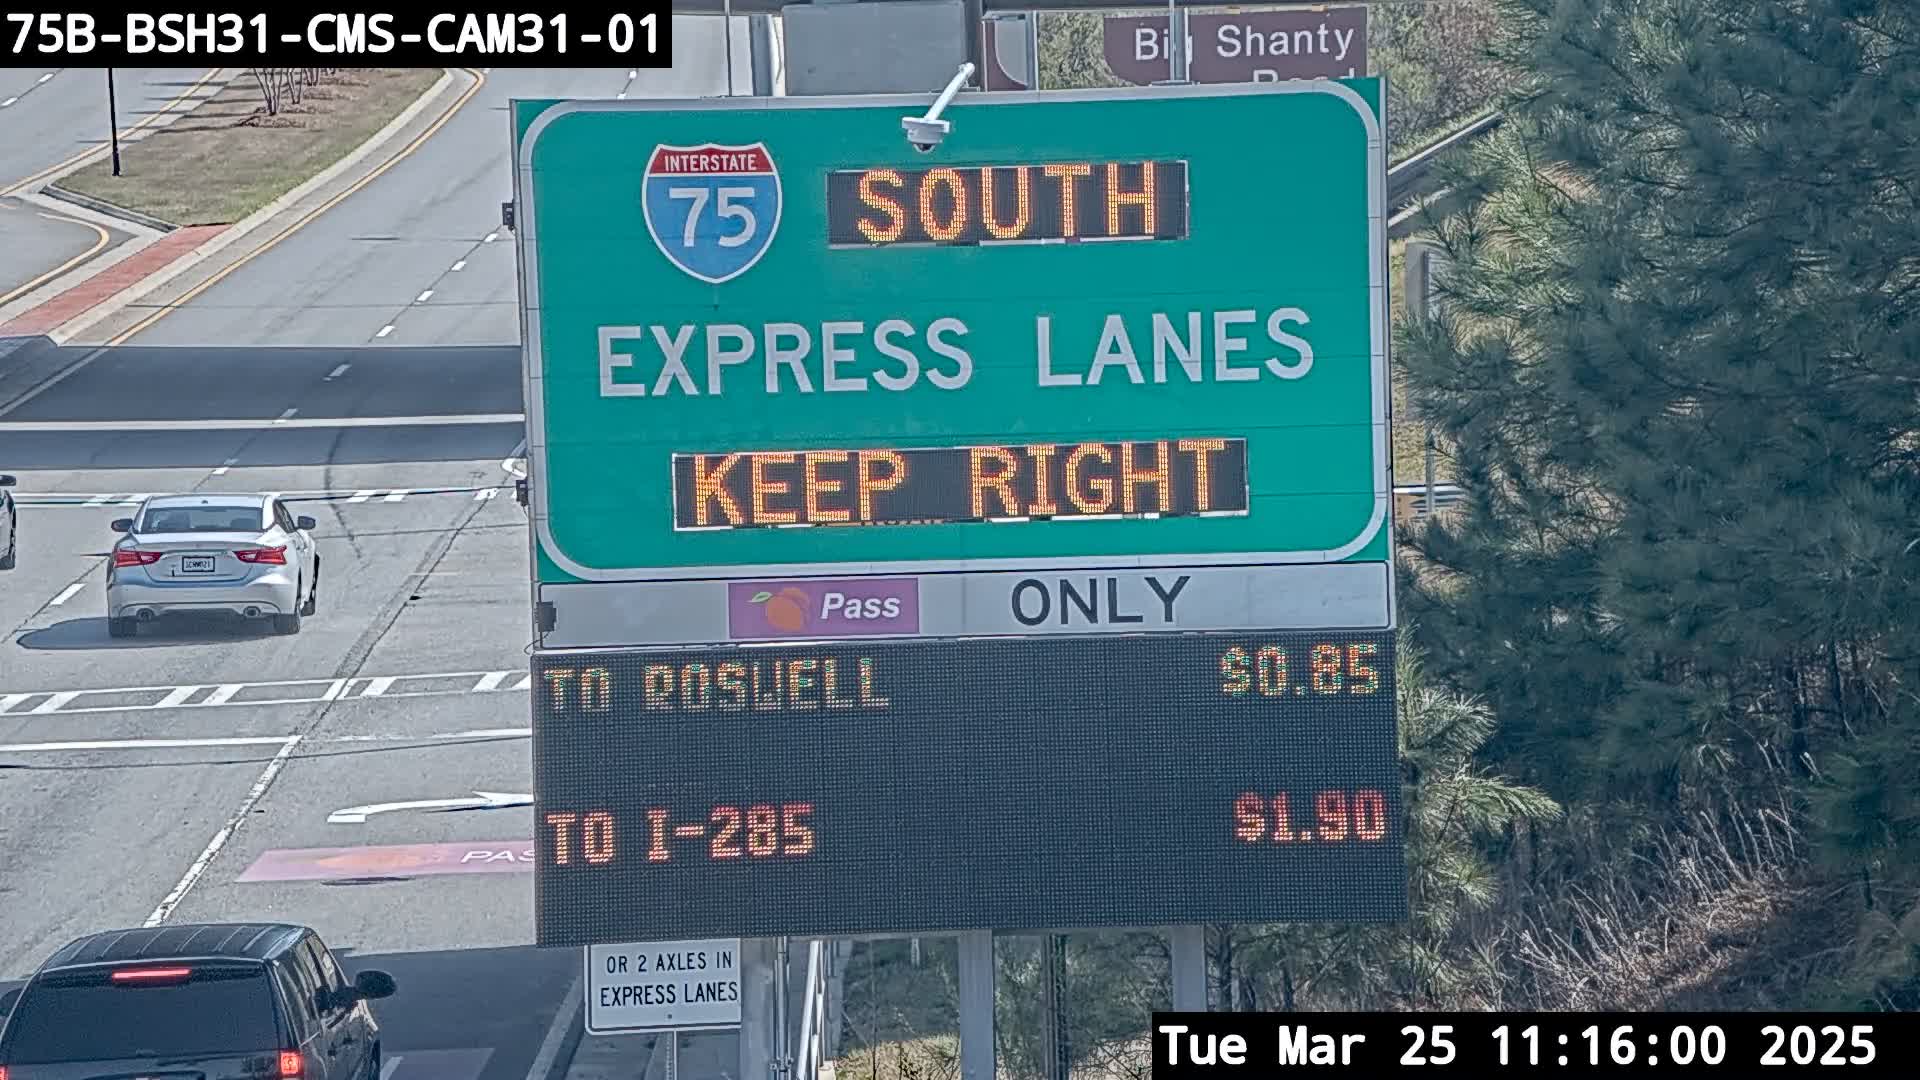 75B-BSH31-CMS-CAM31-01
Big Shanty
Road
INTERSTATE
75
SOUTH
EXPRESS LANES
KEEP RIGHT
Pass
ONLY
TO ROSWELL $0.85
TO I-285 $1.90
OR 2 AXLES IN
EXPRESS LANES
Tue Mar 25 11:16:00 2025